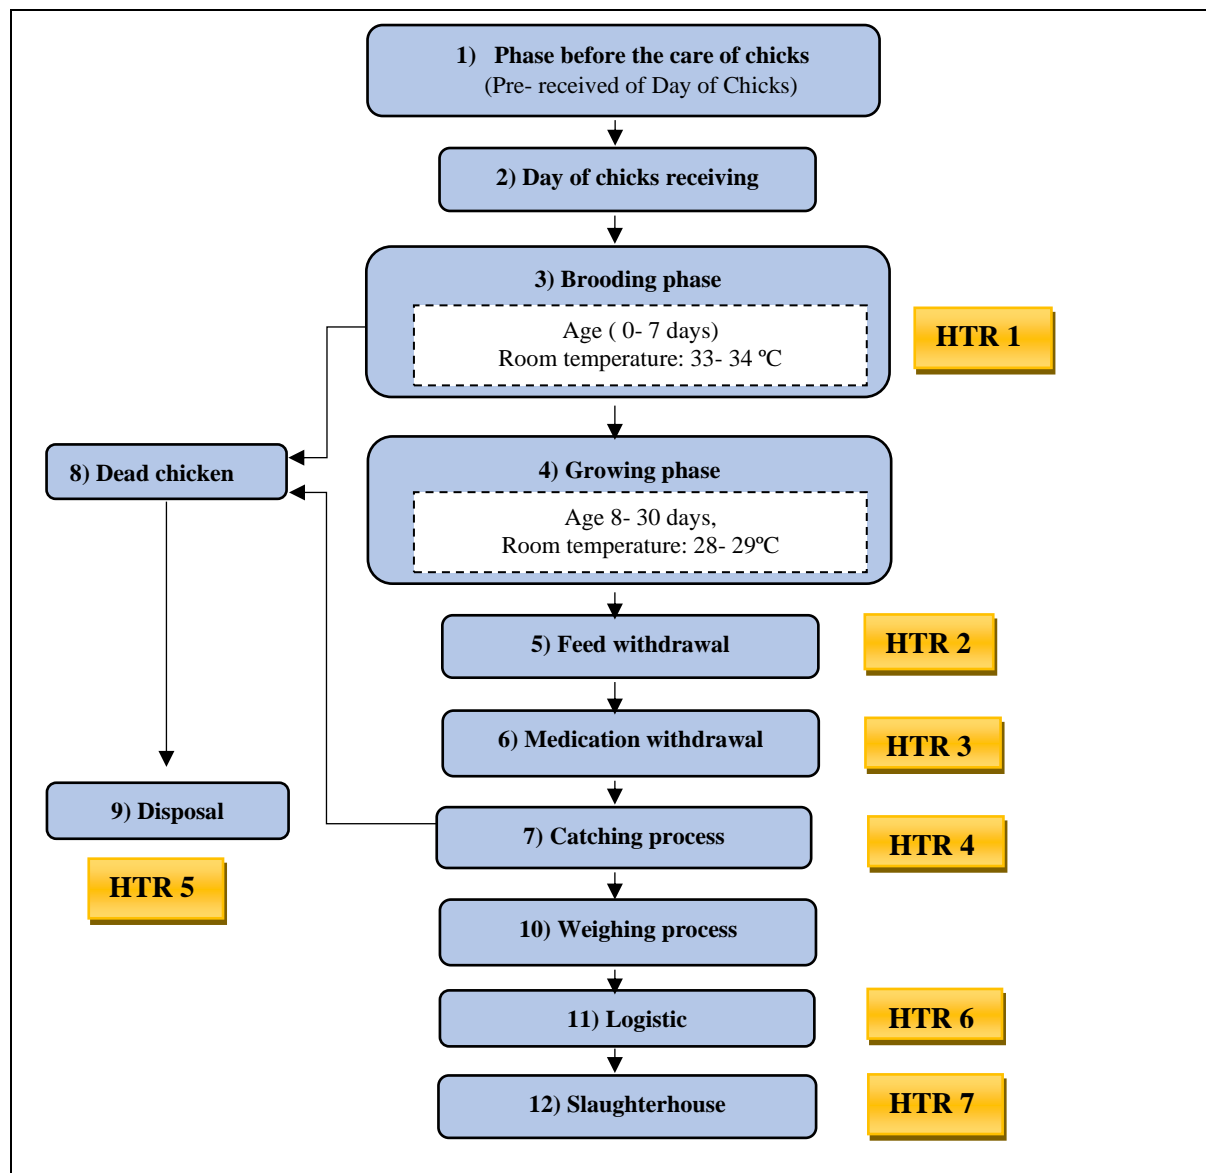 1) Phase before the care of chicks
(Pre- received of Day of Chicks)
2) Day of chicks receiving
3) Brooding phase
Age ( 0- 7 days)
Room temperature: 33- 34 ºC
HTR 1
8) Dead chicken
4) Growing phase
Age 8- 30 days,
Room temperature: 28- 29ºC
5) Feed withdrawal
HTR 2
6) Medication withdrawal
HTR 3
9) Disposal
HTR 5
7) Catching process
HTR 4
10) Weighing process
11) Logistic
HTR 6
12) Slaughterhouse
HTR 7